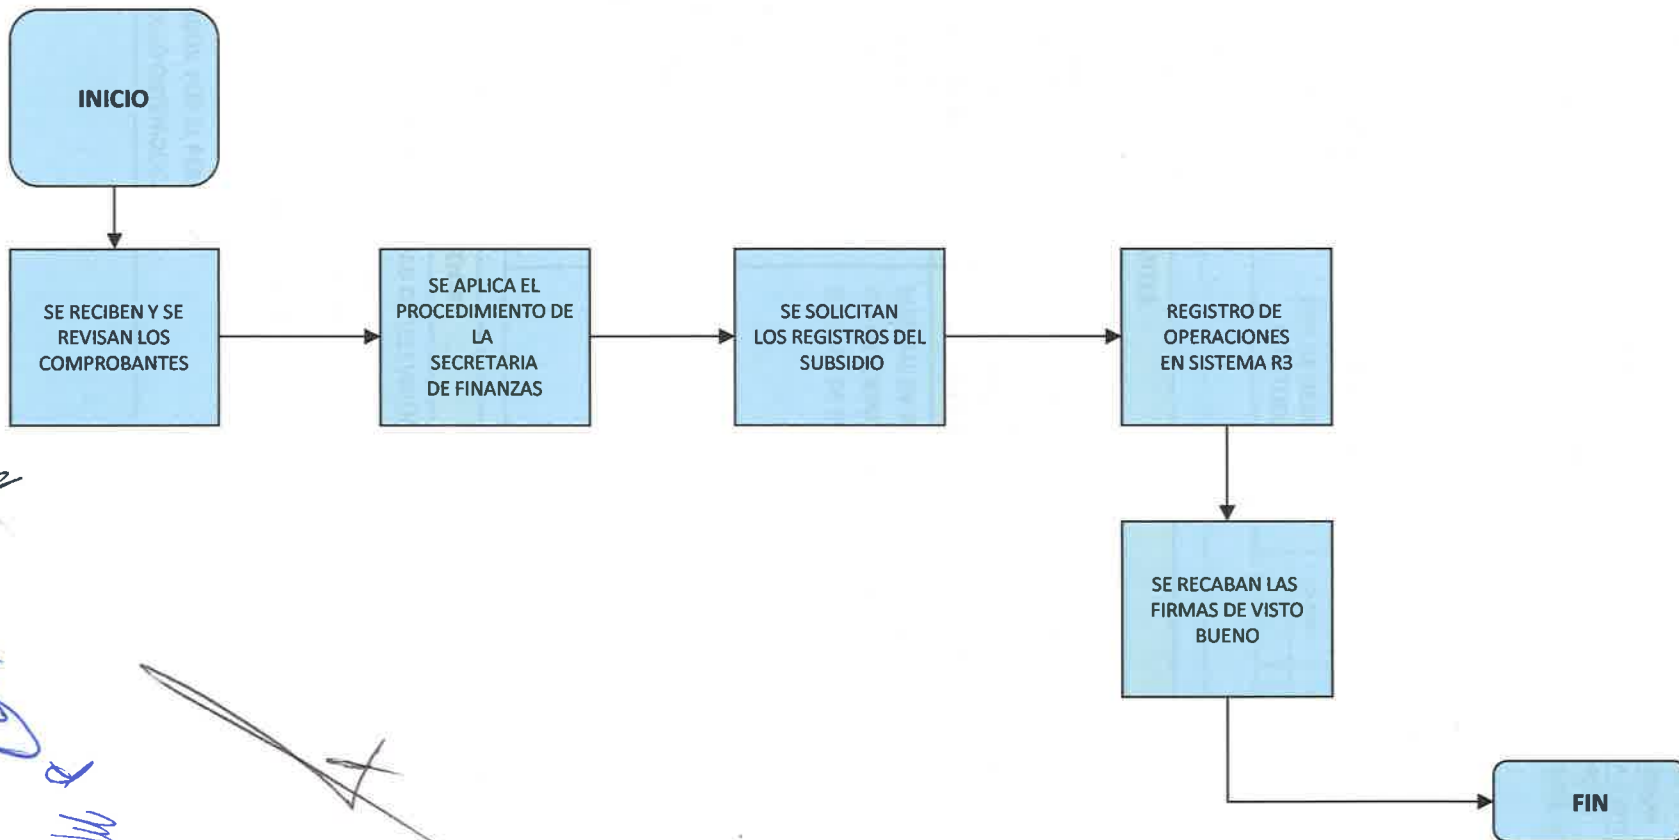 INICIO
SE RECIBEN Y SE
REVISAN LOS
COMPROBANTES
SE APLICA EL
PROCEDIMIENTO DE
LA
SECRETARIA
DE FINANZAS
SE SOLICITAN
LOS REGISTROS DEL
SUBSIDIO
REGISTRO DE
OPERACIONES
EN SISTEMA R3
SE RECABAN LAS
FIRMAS DE VISTO
BUENO
FIN